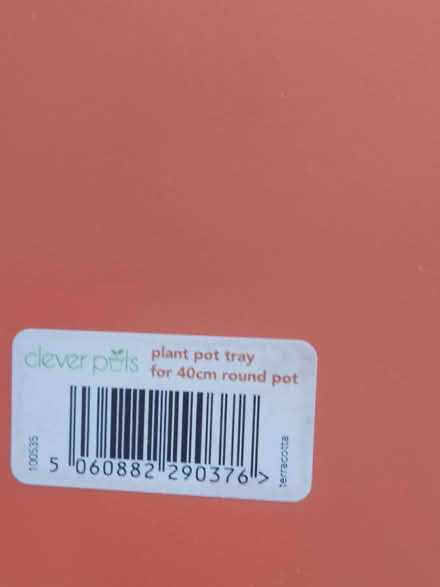 clever pots
plant pot tray
for 40cm round pot
100535
5 060882 290376 >
terracotta